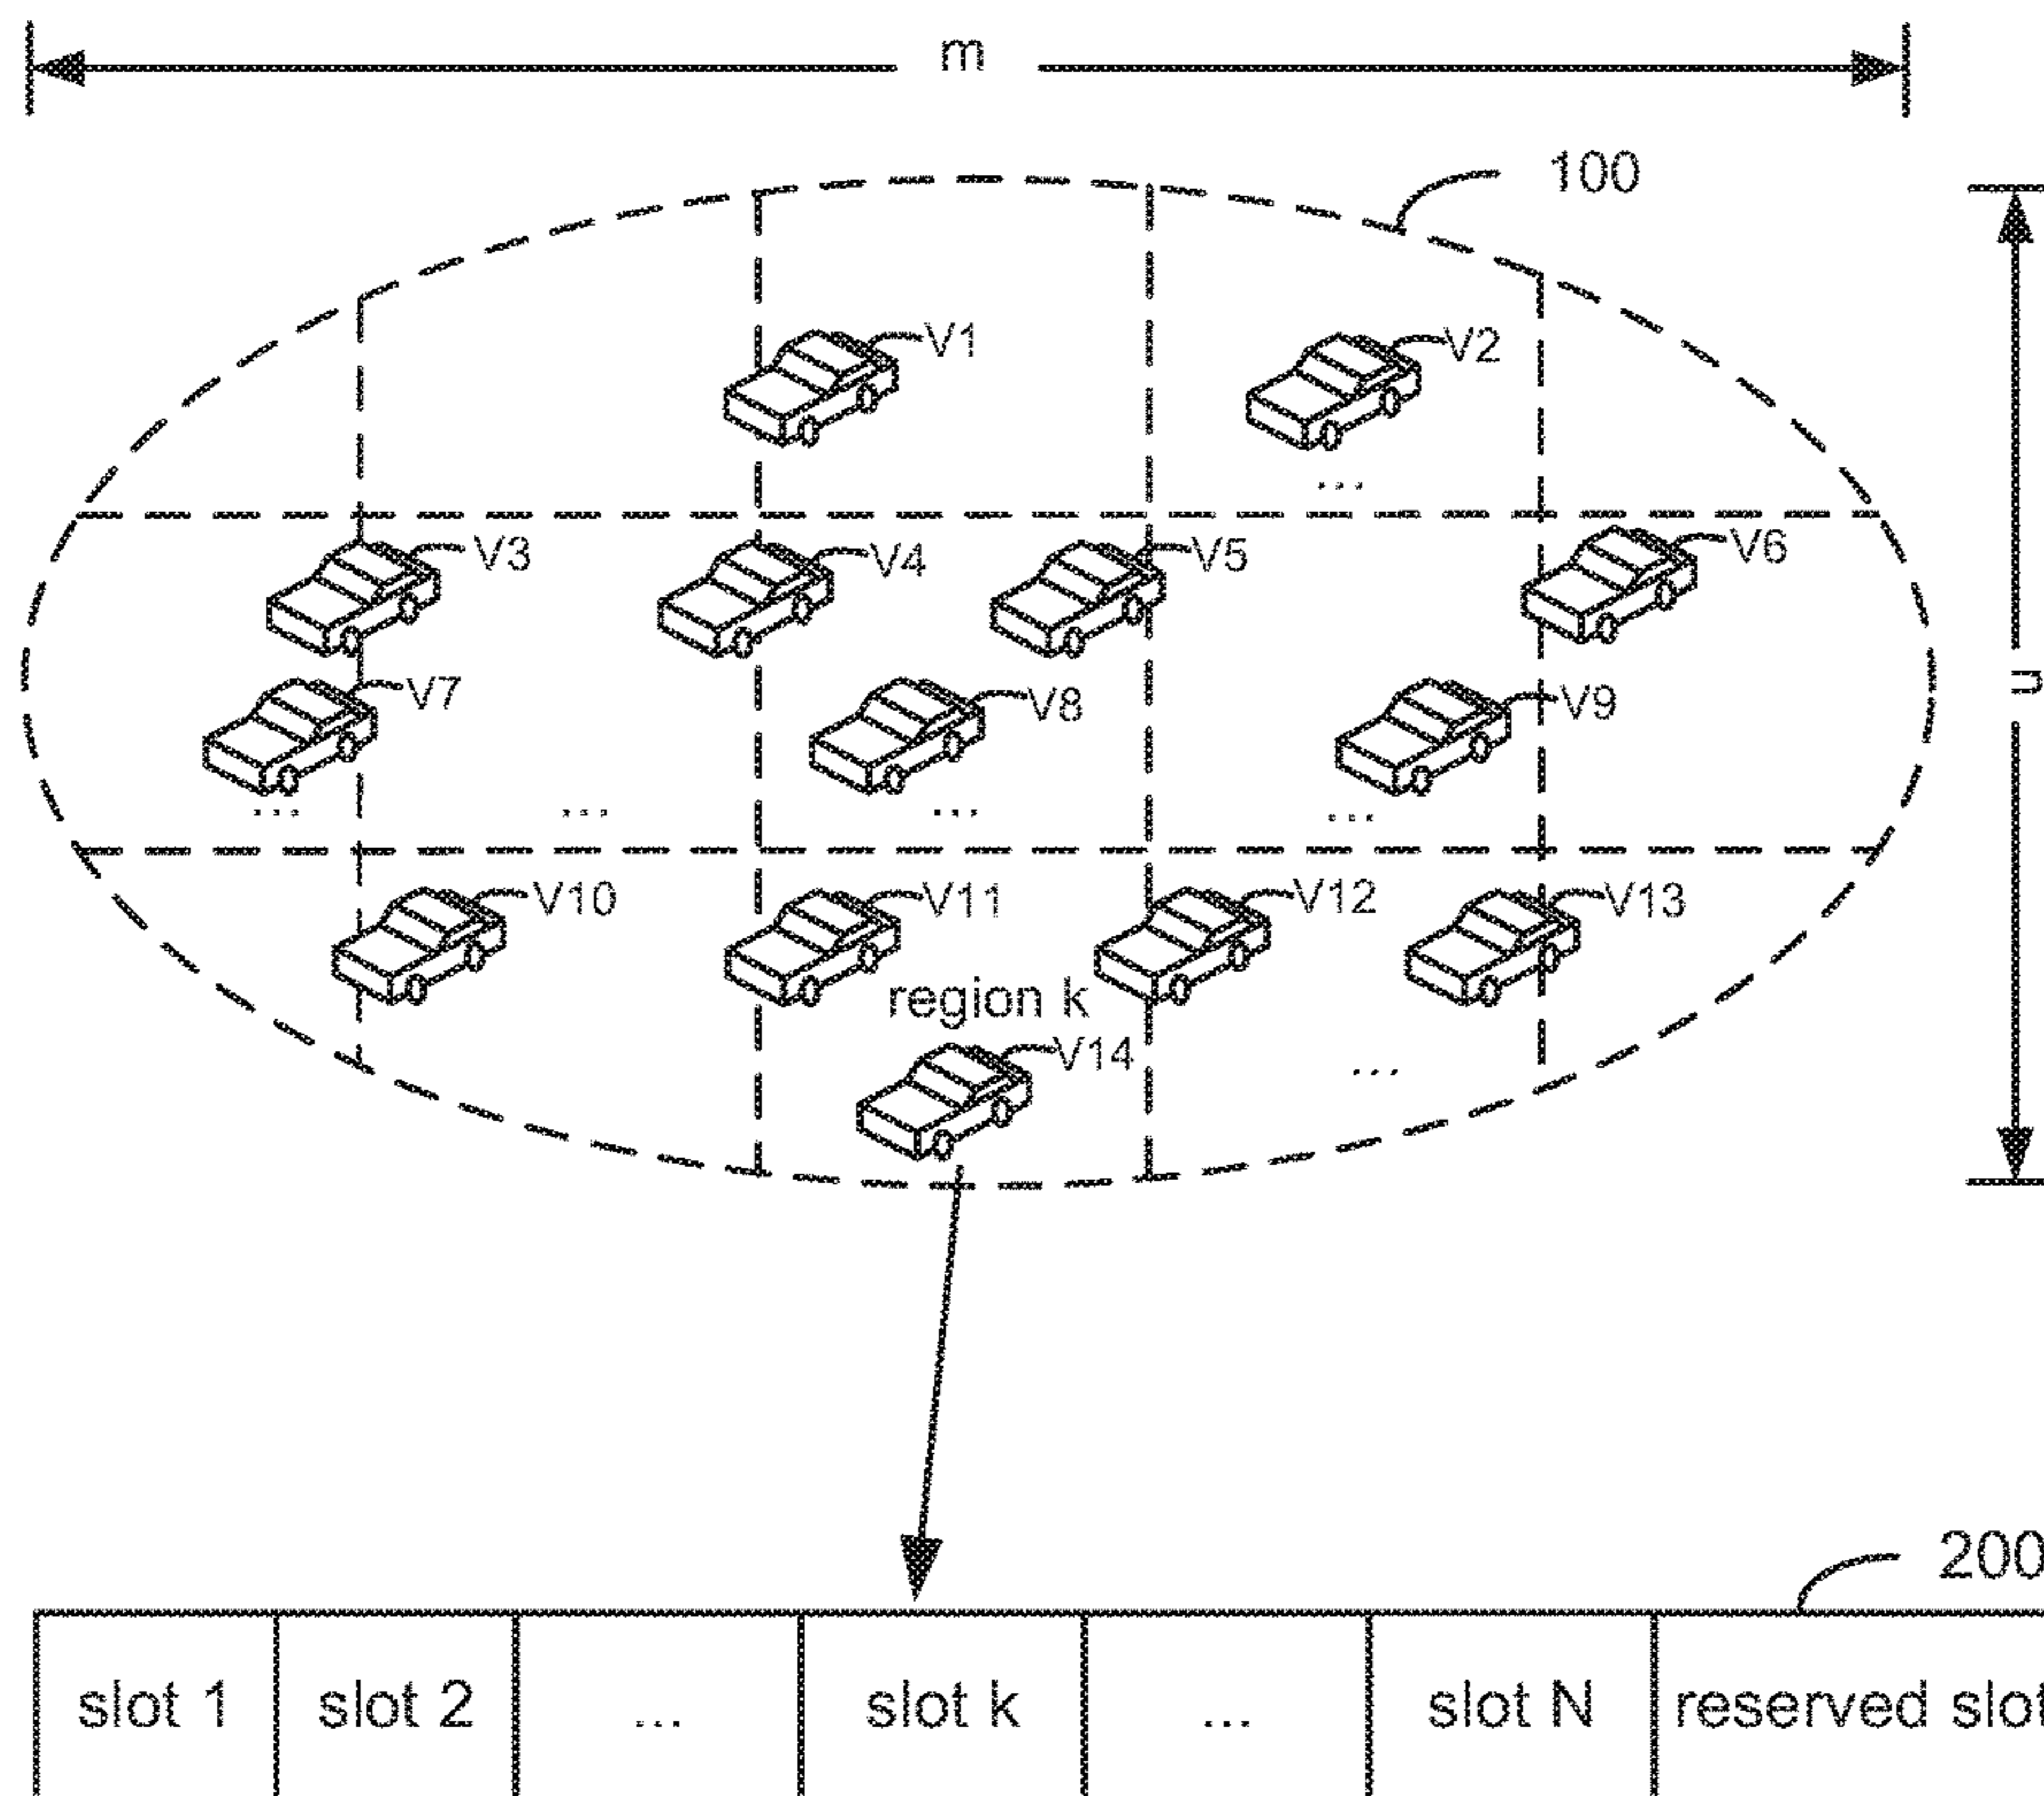 m
100
V1
V2
...
n
V3
V4
V5
V6
V7
V8
V9
...
...
...
...
V10
V11
V12
V13
region k
V14
...
200
slot 1
slot 2
...
slot k
...
slot N
reserved slot